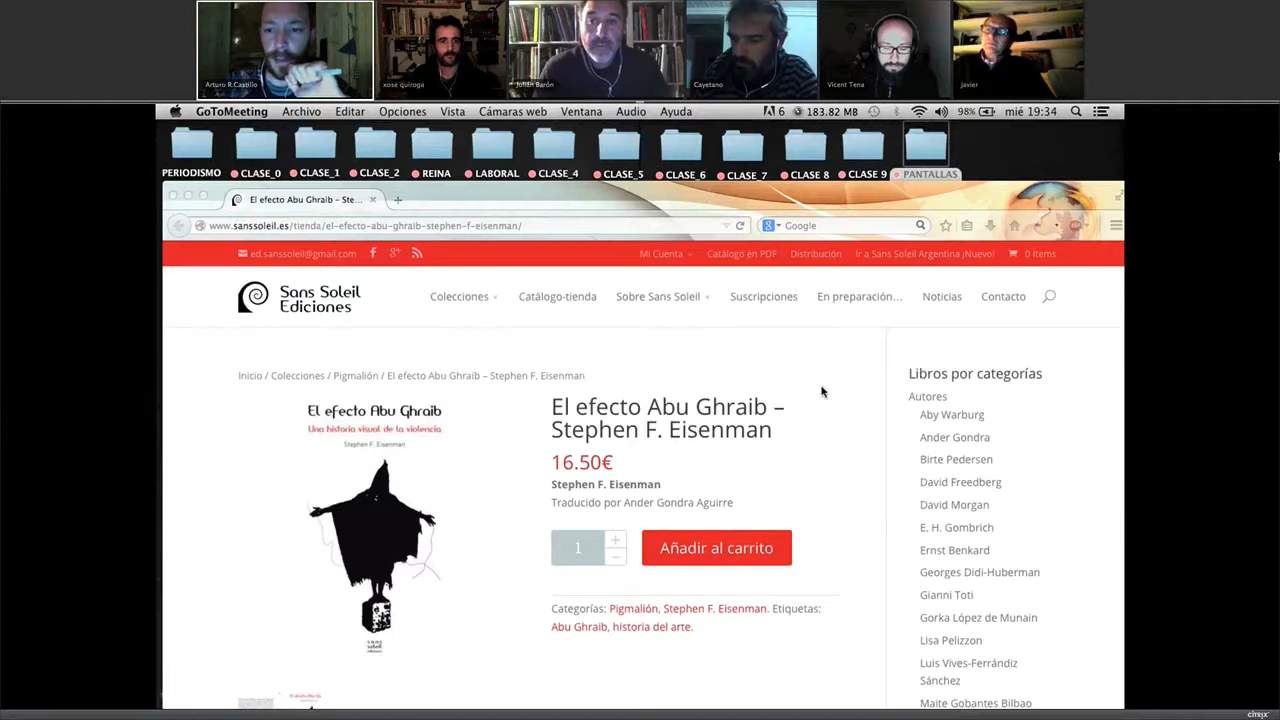 Arturo R.Castillo
xose quiroga
Julián Barón
Cayetano
Vicent Tena
Javier
GoToMeeting Archivo Editar Opciones Vista Cámaras web Ventana Audio Ayuda 6 183.82 MB 98% mié 19:34
PERIODISMO CLASE_0 CLASE_1 CLASE_2 REINA LABORAL CLASE_4 CLASE_5 CLASE_6 CLASE_7 CLASE 8 CLASE 9 PANTALLAS
El efecto Abu Ghraib – Ste...
www.sanssoleil.es/tienda/el-efecto-abu-ghraib-stephen-f-eisenman/
Google
ed.sanssoleil@gmail.com
Mi Cuenta Catálogo en PDF Distribución Ir a Sans Soleil Argentina ¡Nuevo! 0 Items
Sans Soleil
Ediciones
Colecciones Catálogo-tienda Sobre Sans Soleil Suscripciones En preparación... Noticias Contacto
Inicio / Colecciones / Pigmalión / El efecto Abu Ghraib – Stephen F. Eisenman
El efecto Abu Ghraib
Una historia visual de la violencia
Stephen F. Eisenman
sans
soleil
ediciones
El efecto Abu Ghraib –
Stephen F. Eisenman
16.50€
Stephen F. Eisenman
Traducido por Ander Gondra Aguirre
1
Añadir al carrito
Categorías: Pigmalión, Stephen F. Eisenman. Etiquetas:
Abu Ghraib, historia del arte.
Libros por categorías
Autores
Aby Warburg
Ander Gondra
Birte Pedersen
David Freedberg
David Morgan
E. H. Gombrich
Ernst Benkard
Georges Didi-Huberman
Gianni Toti
Gorka López de Munain
Lisa Pelizzon
Luis Vives-Ferrándiz
Sánchez
Maite Gobantes Bilbao
CITRIX